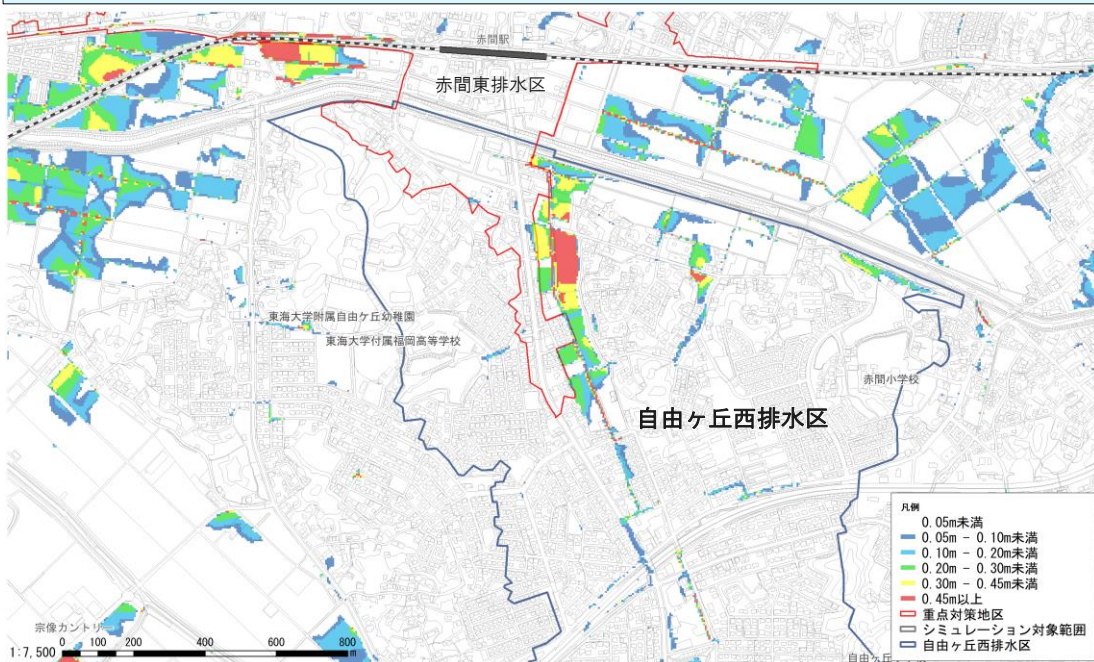 赤間駅
赤間東排水区
東海大学附属自由ケ丘幼稚園
東海大学付属福岡高等学校
赤間小学校
自由ヶ丘西排水区
凡例
0.05m未満
0.05m - 0.10m未満
0.10m - 0.20m未満
0.20m - 0.30m未満
0.30m - 0.45m未満
0.45m以上
重点対策地区
シミュレーション対象範囲
自由ヶ丘西排水区
宗像カントリー
1:7,500 0 100 200 400 600 800 m